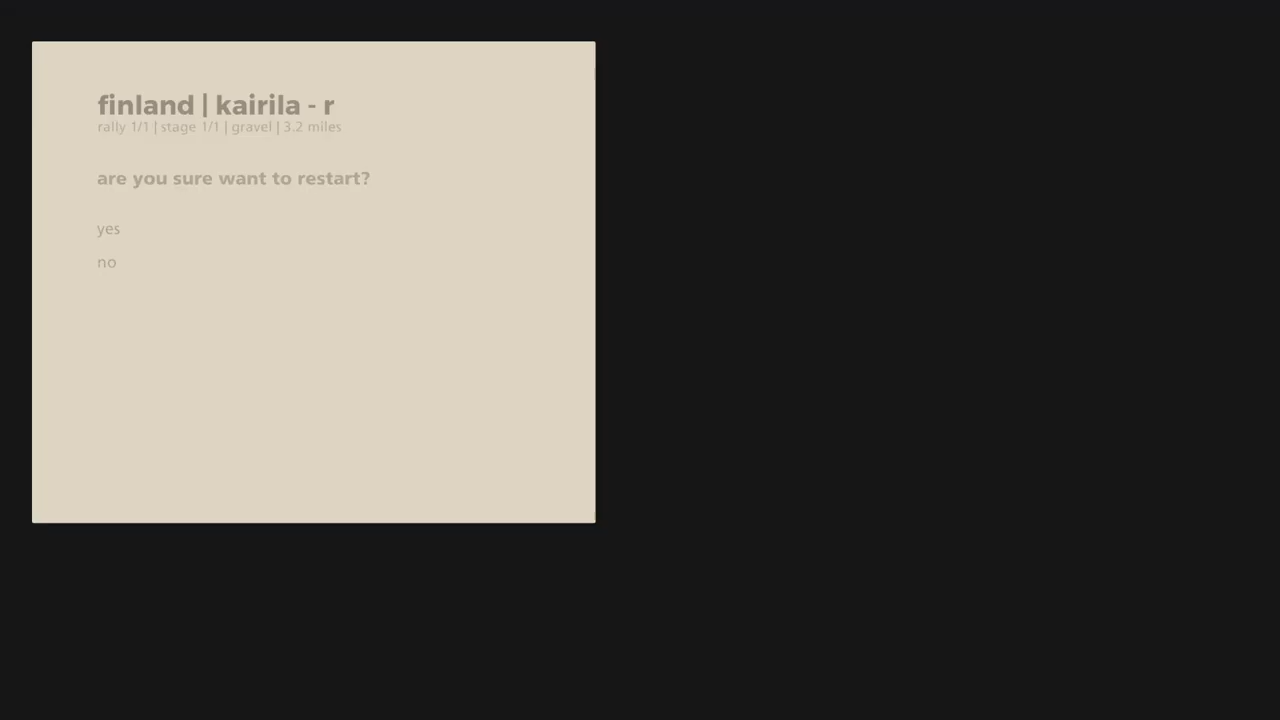 finland | kairila - r
rally 1/1 | stage 1/1 | gravel | 3.2 miles
are you sure want to restart?
yes
no